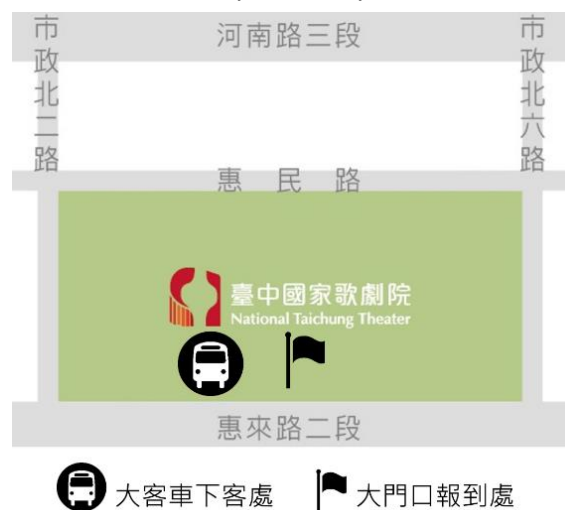 河南路三段
市政北二路
市政北六路
惠民路
臺中國家歌劇院
National Taichung Theater
惠來路二段
大客車下客處
大門口報到處